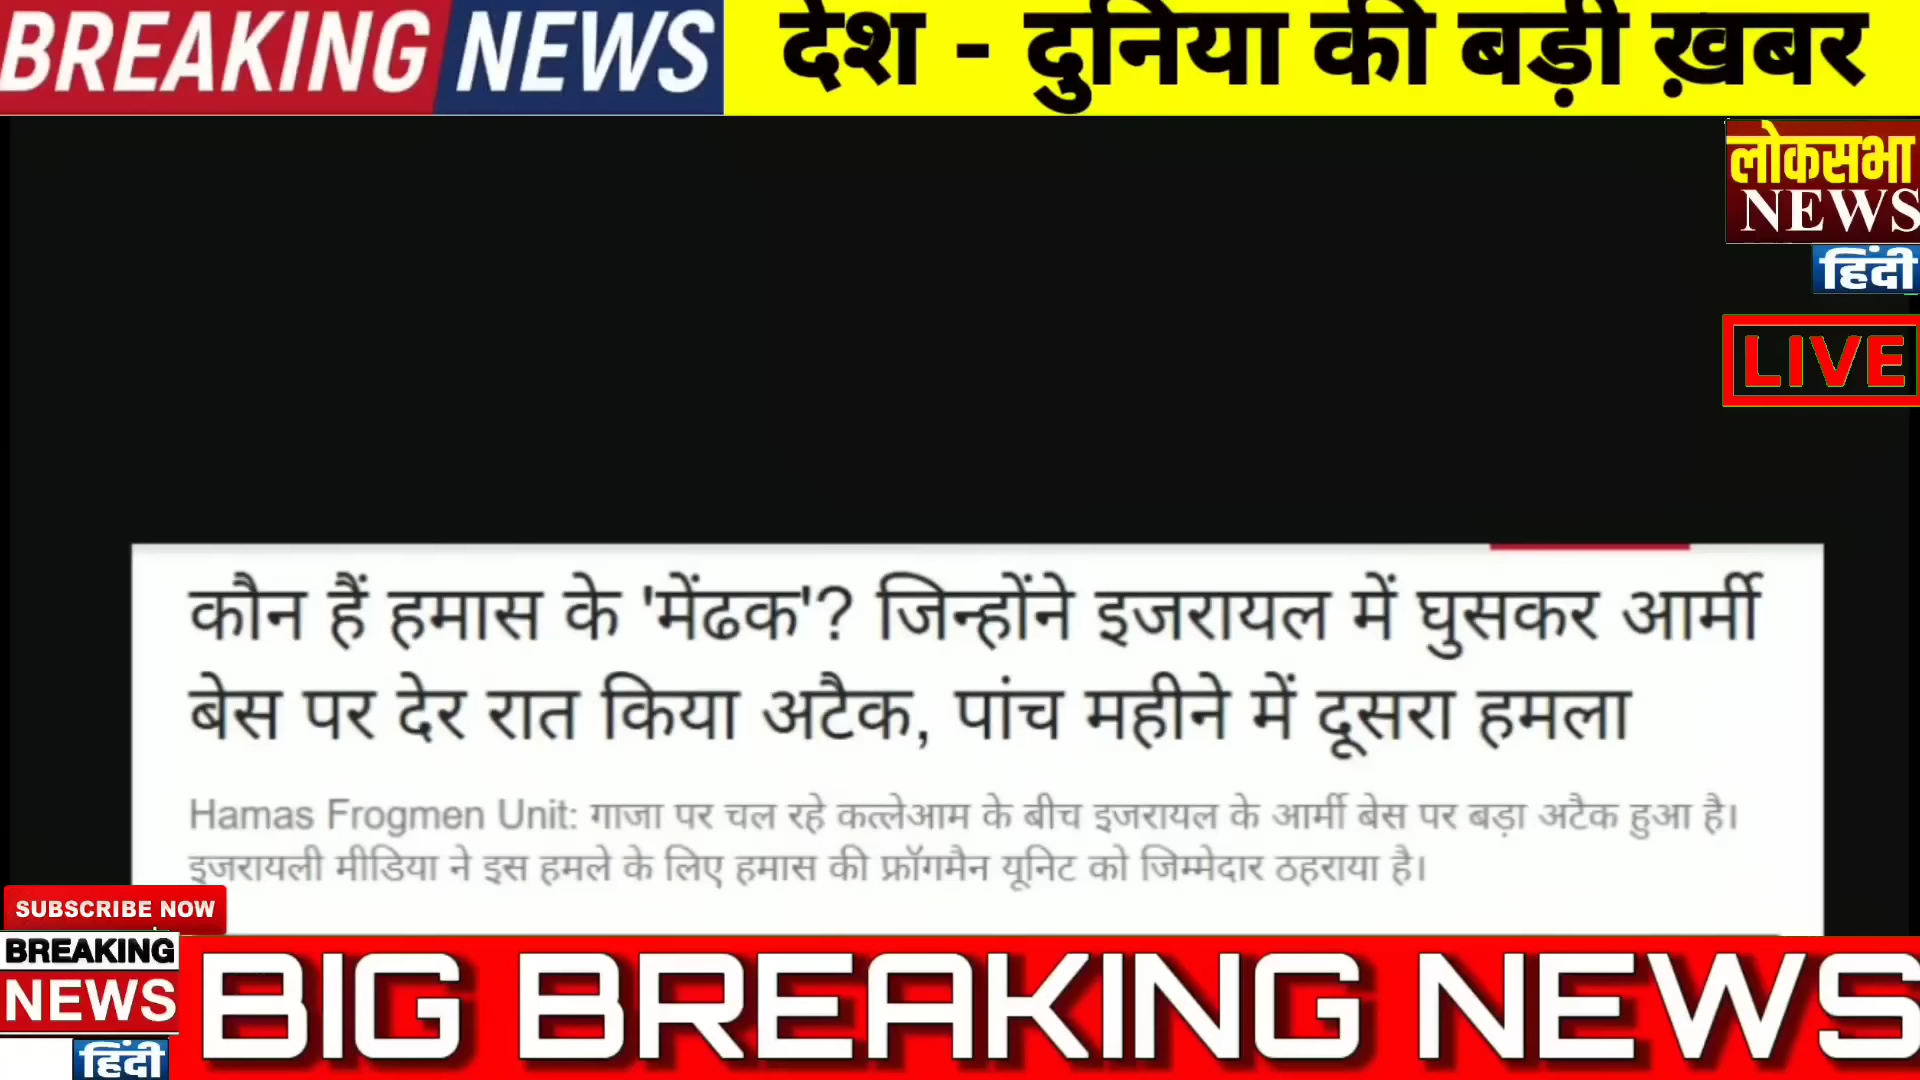 BREAKING NEWS देश - दुनिया की बड़ी ख़बर
लोकसभा
NEWS
हिंदी
LIVE
कौन हैं हमास के 'मेंढक'? जिन्होंने इजरायल में घुसकर आर्मी
बेस पर देर रात किया अटैक, पांच महीने में दूसरा हमला
Hamas Frogmen Unit: गाजा पर चल रहे कत्लेआम के बीच इजरायल के आर्मी बेस पर बड़ा अटैक हुआ है।
इजरायली मीडिया ने इस हमले के लिए हमास की फ्रॉगमैन यूनिट को जिम्मेदार ठहराया है।
SUBSCRIBE NOW
BREAKING
NEWS
हिंदी
BIG BREAKING NEWS